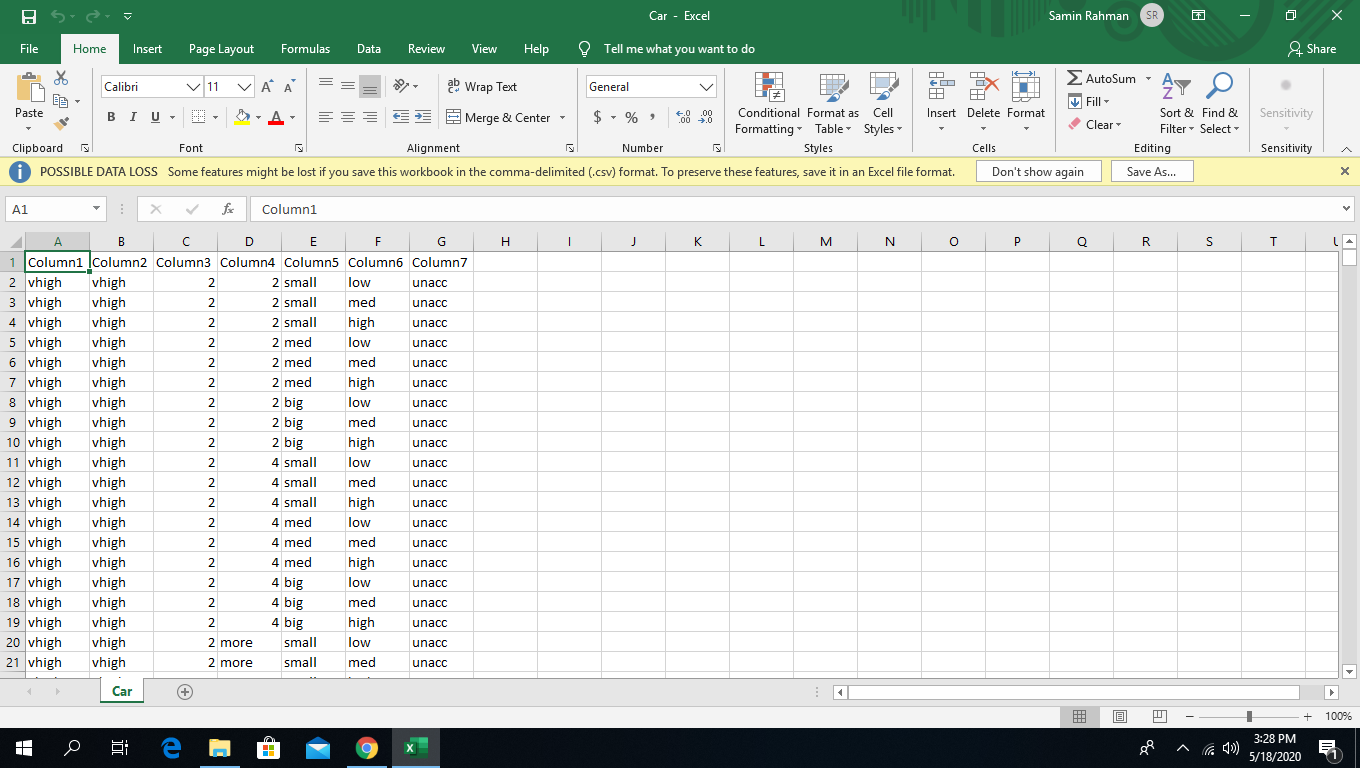 Car - Excel
Samin Rahman SR
File Home Insert Page Layout Formulas Data Review View Help Tell me what you want to do Share
Paste
Clipboard
Calibri 11
A A
B I U A
Font
ab Wrap Text
Merge & Center
Alignment
General
$ % ,
Number
Conditional Formatting
Format as Table
Cell Styles
Styles
Insert
Delete
Format
Cells
AutoSum
Fill
Clear
Sort & Filter
Find & Select
Editing
Sensitivity
Sensitivity
POSSIBLE DATA LOSS Some features might be lost if you save this workbook in the comma-delimited (.csv) format. To preserve these features, save it in an Excel file format. Don't show again Save As...
A1 fx Column1
A B C D E F G H I J K L M N O P Q R S T U
1 Column1 Column2 Column3 Column4 Column5 Column6 Column7
2 vhigh vhigh 2 2 small low unacc
3 vhigh vhigh 2 2 small med unacc
4 vhigh vhigh 2 2 small high unacc
5 vhigh vhigh 2 2 med low unacc
6 vhigh vhigh 2 2 med med unacc
7 vhigh vhigh 2 2 med high unacc
8 vhigh vhigh 2 2 big low unacc
9 vhigh vhigh 2 2 big med unacc
10 vhigh vhigh 2 2 big high unacc
11 vhigh vhigh 2 4 small low unacc
12 vhigh vhigh 2 4 small med unacc
13 vhigh vhigh 2 4 small high unacc
14 vhigh vhigh 2 4 med low unacc
15 vhigh vhigh 2 4 med med unacc
16 vhigh vhigh 2 4 med high unacc
17 vhigh vhigh 2 4 big low unacc
18 vhigh vhigh 2 4 big med unacc
19 vhigh vhigh 2 4 big high unacc
20 vhigh vhigh 2 more small low unacc
21 vhigh vhigh 2 more small med unacc
Car
100%
3:28 PM
5/18/2020
1